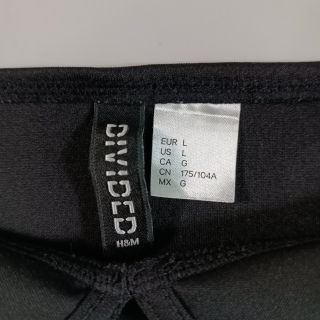 DIVIDED
H&M
EUR L
US L
CA G
CN 175/104A
MX G